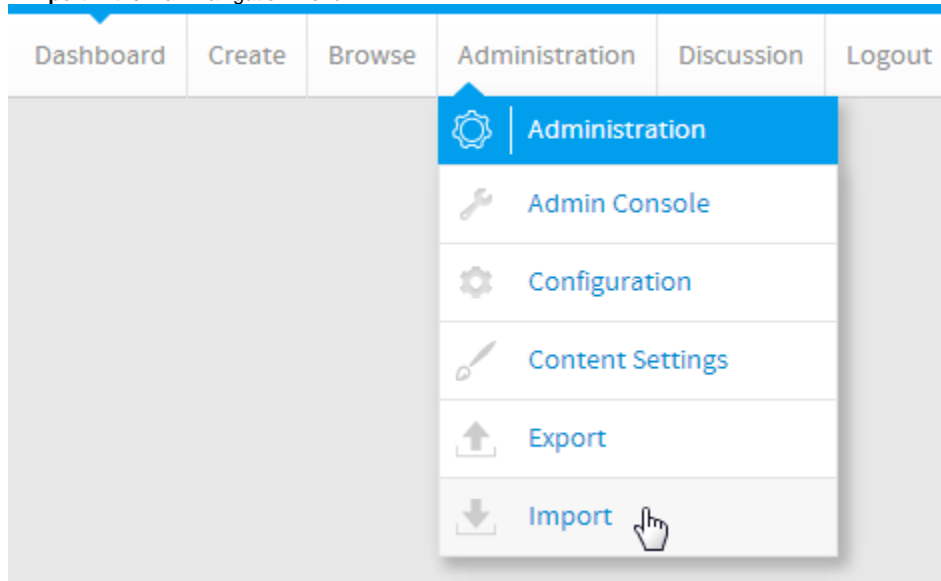 Dashboard Create Browse Administration Discussion Logout
Administration
Admin Console
Configuration
Content Settings
Export
Import